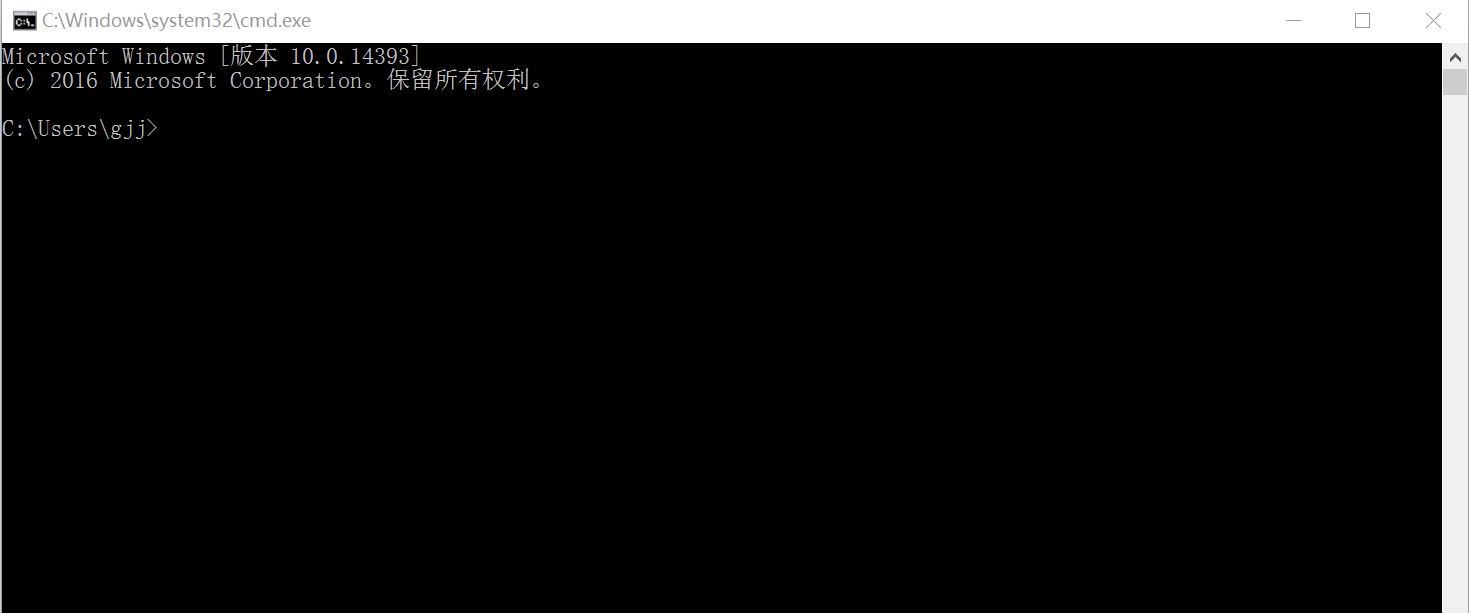 C:\Windows\system32\cmd.exe
Microsoft Windows [版本 10.0.14393]
(c) 2016 Microsoft Corporation。保留所有权利。
C:\Users\gjj>